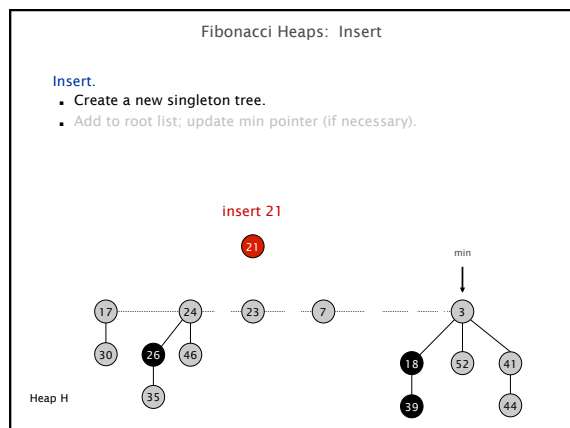 Fibonacci Heaps: Insert
Insert.
▪ Create a new singleton tree.
▪ Add to root list; update min pointer (if necessary).
insert 21
21
min
17 24 23 7 3
30 26 46 18 52 41
35 39 44
Heap H